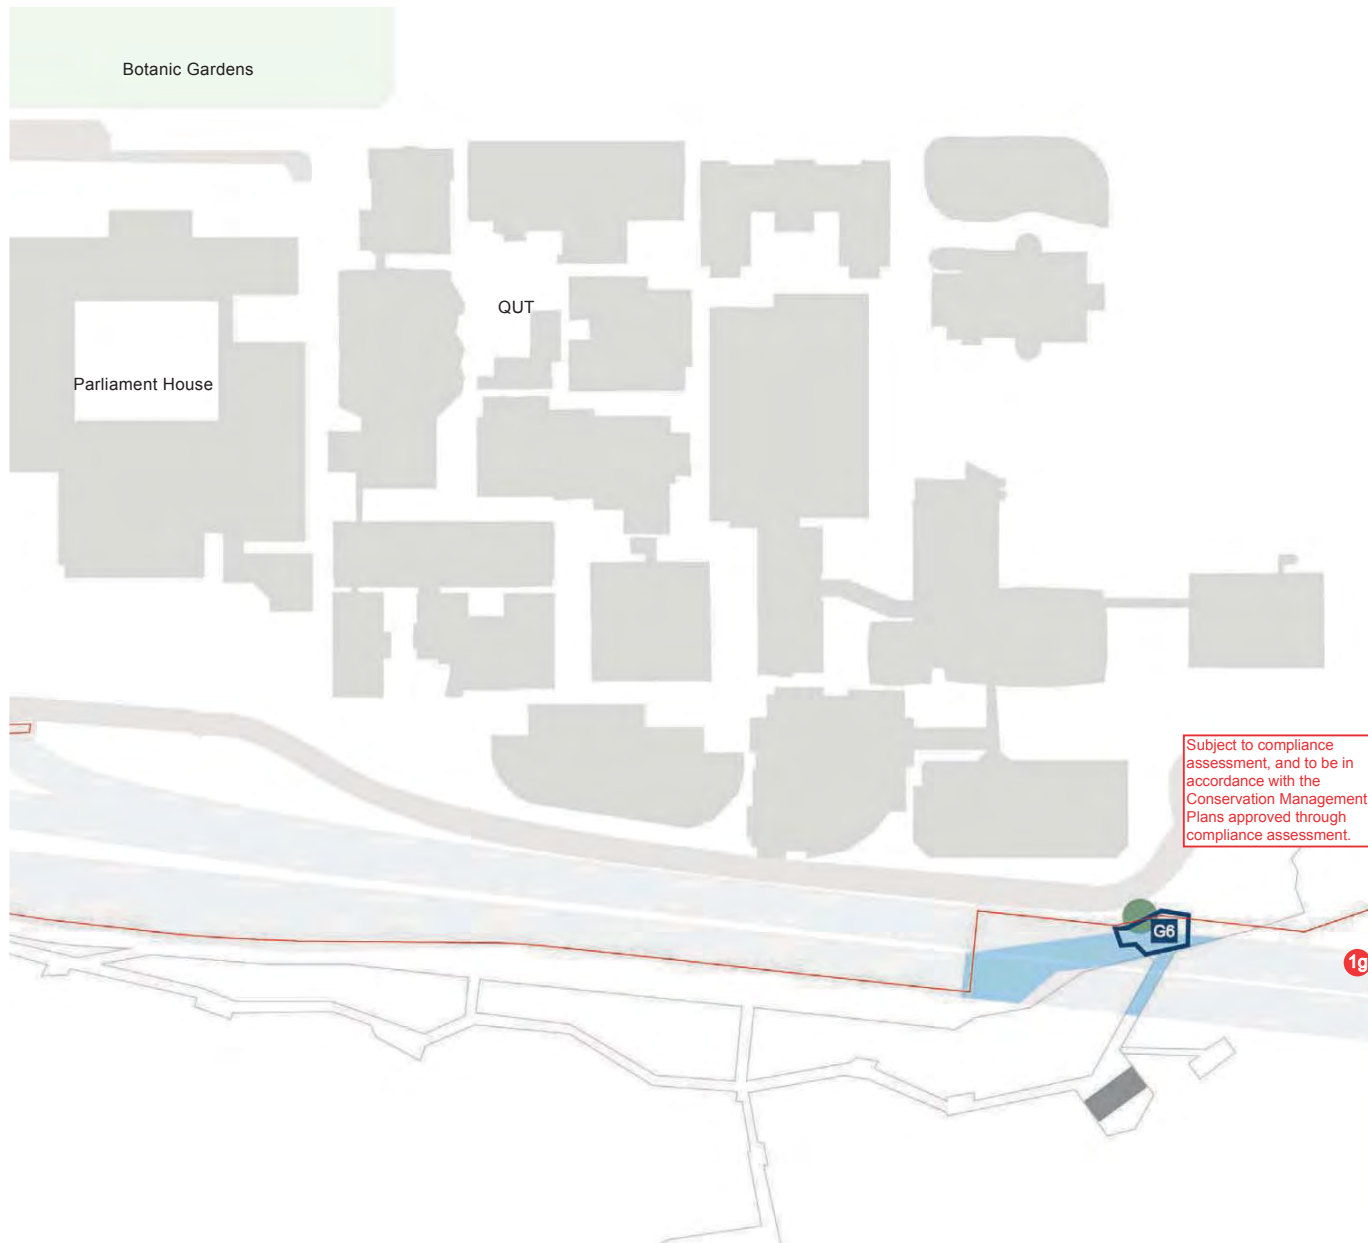 Botanic Gardens
QUT
Parliament House
Subject to compliance
assessment, and to be in
accordance with the
Conservation Management
Plans approved through
compliance assessment.
G6
1g